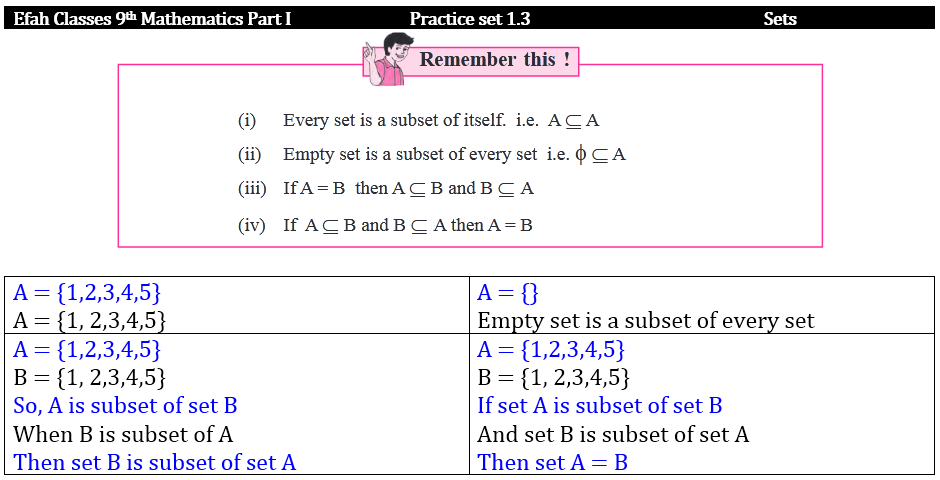 Efah Classes 9th Mathematics Part I Practice set 1.3 Sets
Remember this !
(i) Every set is a subset of itself. i.e. A ⊆ A
(ii) Empty set is a subset of every set i.e. ϕ ⊆ A
(iii) If A = B then A ⊆ B and B ⊆ A
(iv) If A ⊆ B and B ⊆ A then A = B
A = {1,2,3,4,5}
A = {1, 2,3,4,5}
A = {}
Empty set is a subset of every set
A = {1,2,3,4,5}
B = {1, 2,3,4,5}
So, A is subset of set B
When B is subset of A
Then set B is subset of set A
A = {1,2,3,4,5}
B = {1, 2,3,4,5}
If set A is subset of set B
And set B is subset of set A
Then set A = B